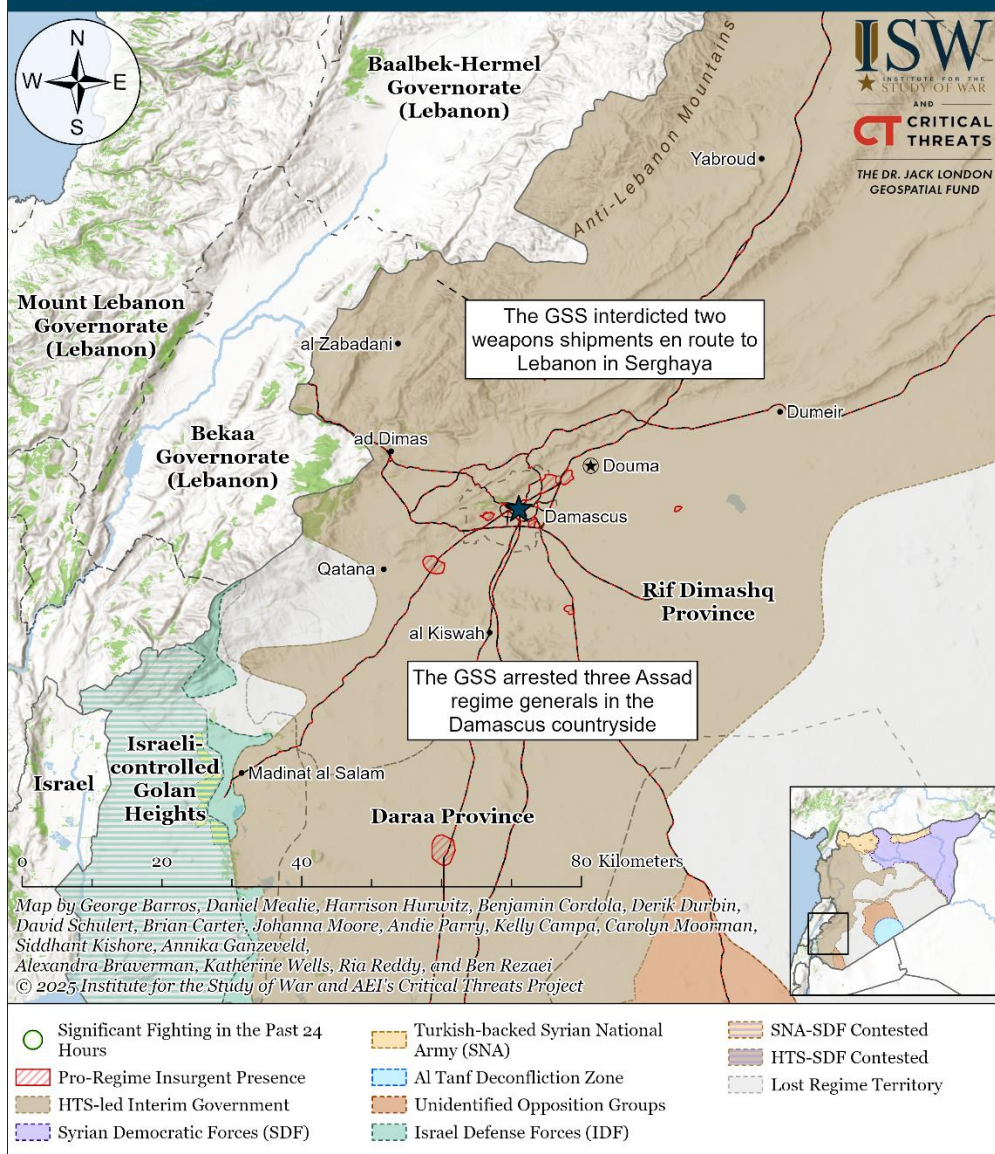 N
W
E
S
ISW
INSTITUTE FOR THE
STUDY OF WAR
AND
CT CRITICAL
THREATS
THE DR. JACK LONDON
GEOSPATIAL FUND
Baalbek-Hermel
Governorate
(Lebanon)
Anti-Lebanon Mountains
Yabroud
Mount Lebanon
Governorate
(Lebanon)
The GSS interdicted two
weapons shipments en route to
Lebanon in Serghaya
al Zabadani
Dumeir
Bekaa
Governorate
(Lebanon)
ad Dimas
Douma
Damascus
Qatana
Rif Dimashq
Province
al Kiswah
The GSS arrested three Assad
regime generals in the
Damascus countryside
Israel
Israeli-
controlled
Golan
Heights
Madinat al Salam
Daraa Province
0 20 40 80 Kilometers
Map by George Barros, Daniel Mealie, Harrison Hurwitz, Benjamin Cordola, Derik Durbin,
David Schulert, Brian Carter, Johanna Moore, Andie Parry, Kelly Campa, Carolyn Moorman,
Siddhant Kishore, Annika Ganzeveld,
Alexandra Braverman, Katherine Wells, Ria Reddy, and Ben Rezaei
© 2025 Institute for the Study of War and AEI's Critical Threats Project
Significant Fighting in the Past 24
Hours
Pro-Regime Insurgent Presence
HTS-led Interim Government
Syrian Democratic Forces (SDF)
Turkish-backed Syrian National
Army (SNA)
Al Tanf Deconfliction Zone
Unidentified Opposition Groups
Israel Defense Forces (IDF)
SNA-SDF Contested
HTS-SDF Contested
Lost Regime Territory